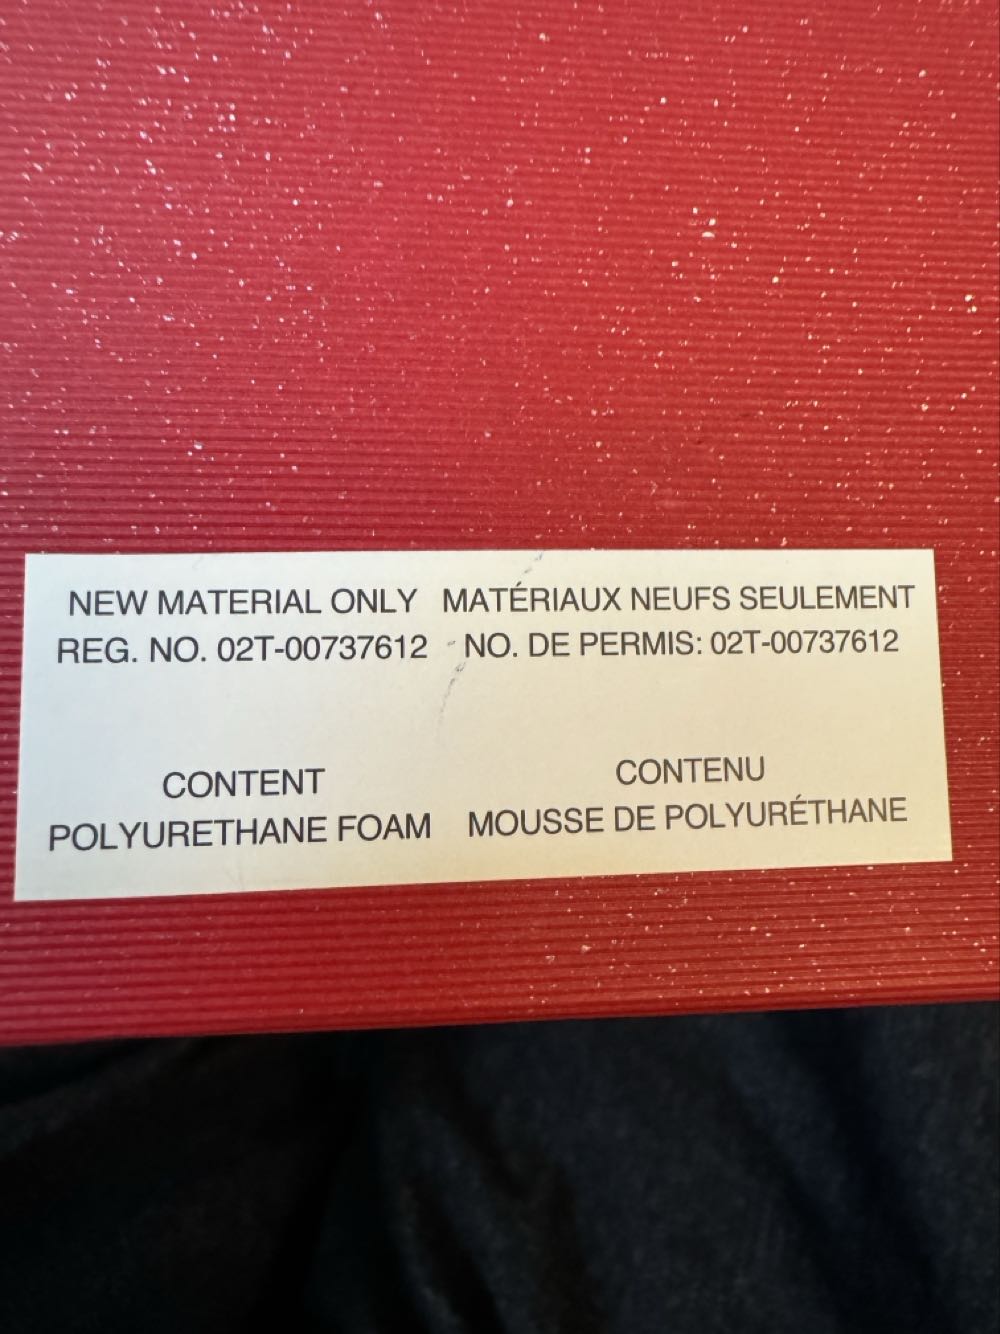 NEW MATERIAL ONLY MATÉRIAUX NEUFS SEULEMENT
REG. NO. 02T-00737612 NO. DE PERMIS: 02T-00737612
CONTENT CONTENU
POLYURETHANE FOAM MOUSSE DE POLYURÉTHANE